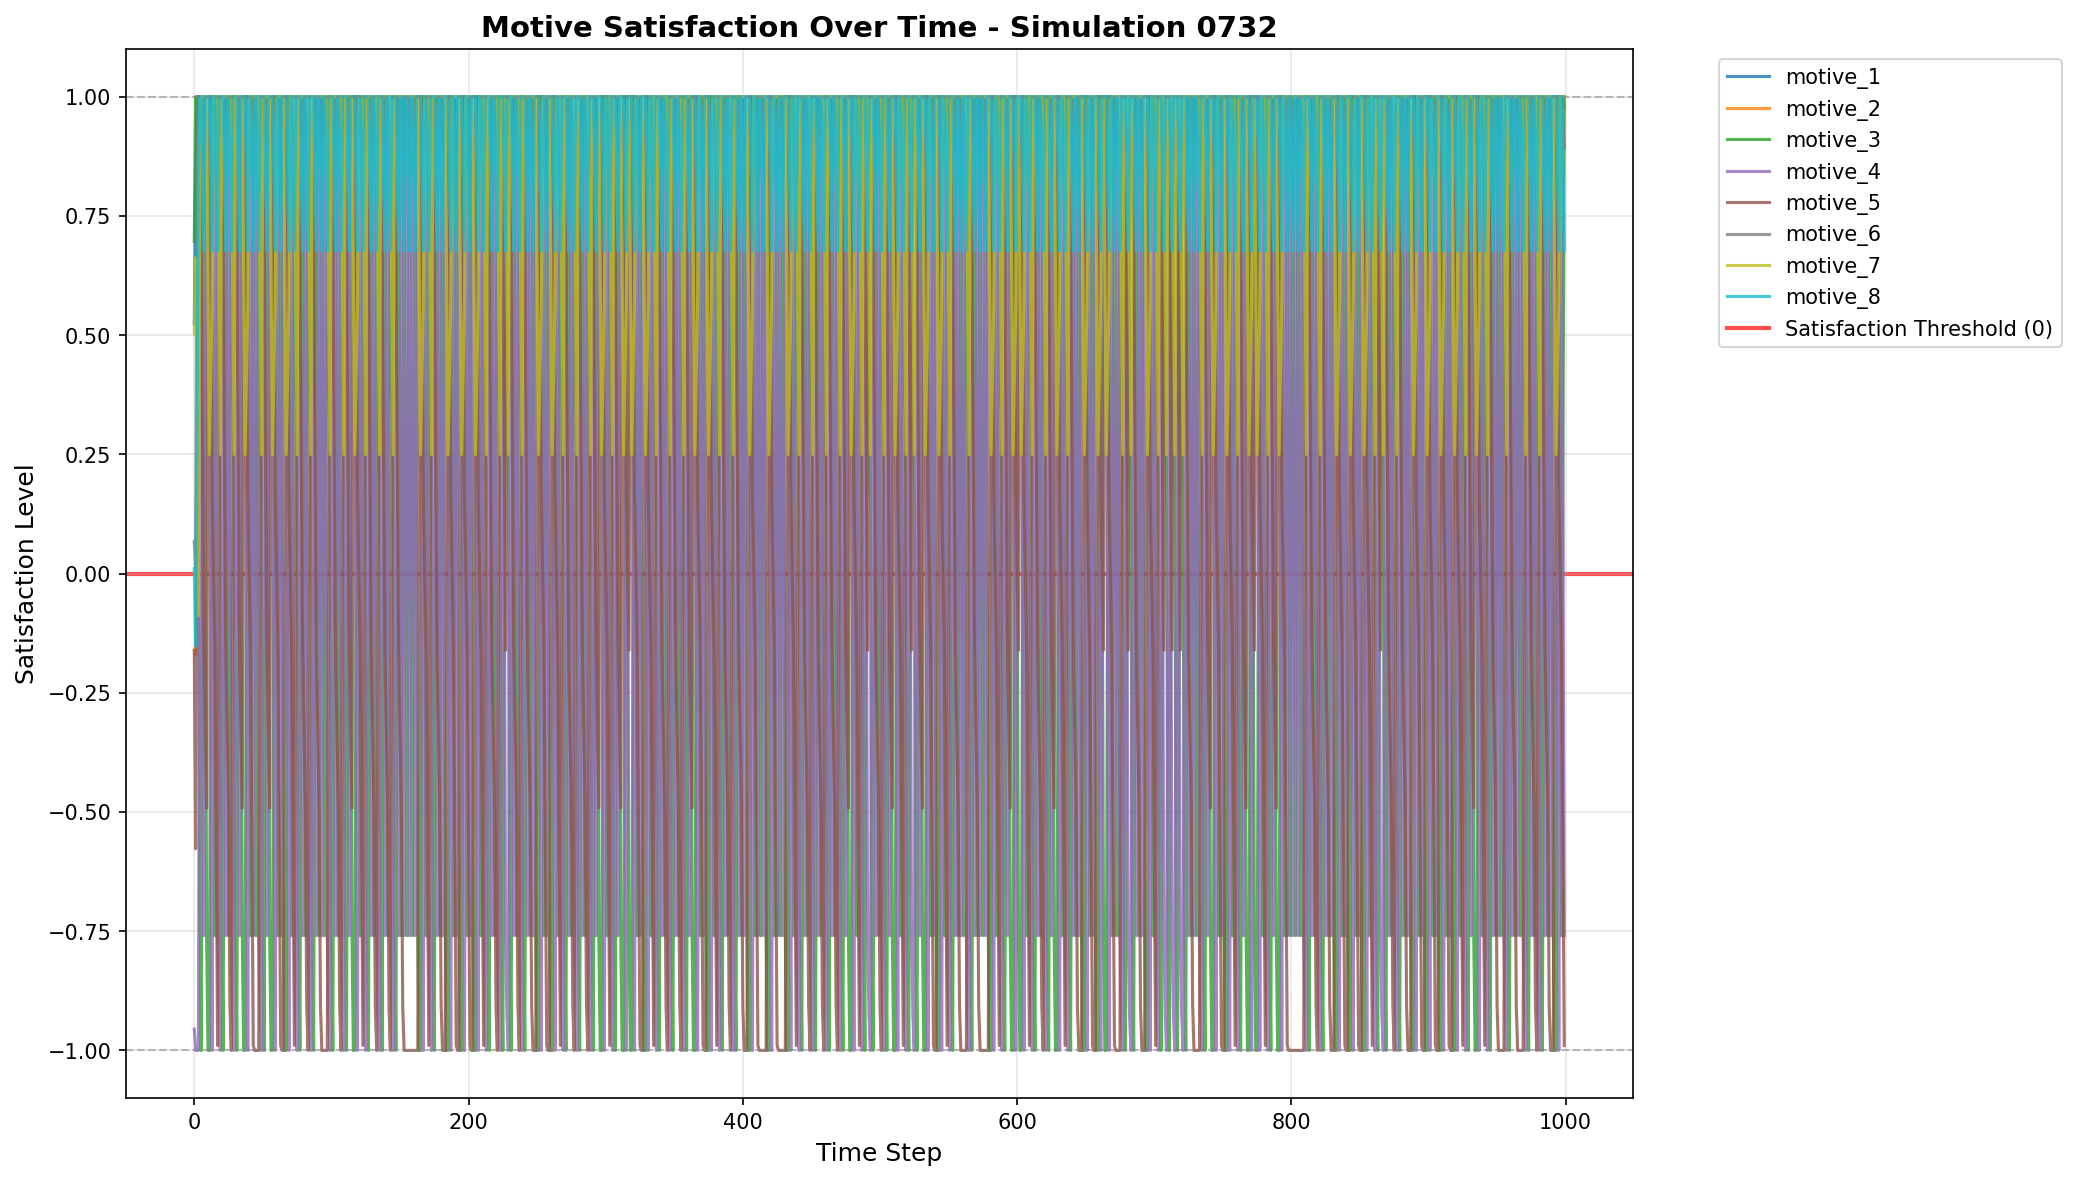 Motive Satisfaction Over Time - Simulation 0732
Satisfaction Level
1.00
0.75
0.50
0.25
0.00
−0.25
−0.50
−0.75
−1.00
0 200 400 600 800 1000
Time Step
motive_1
motive_2
motive_3
motive_4
motive_5
motive_6
motive_7
motive_8
Satisfaction Threshold (0)